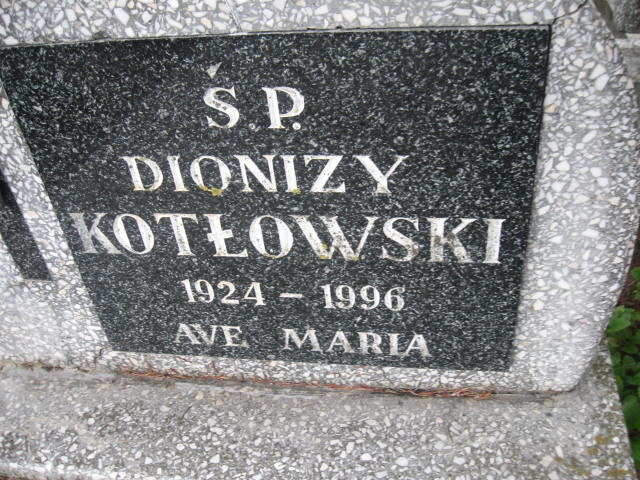 Ś.P.
DIONIZY
KOTŁOWSKI
1924 - 1996
AVE MARIA